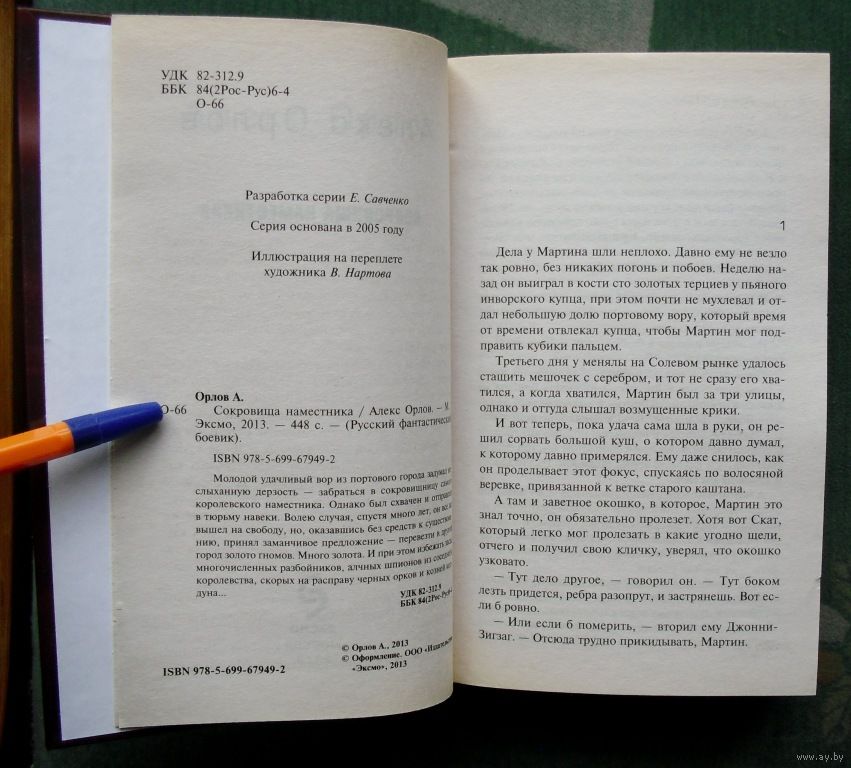 УДК 82-312.9
ББК 84(2Рос-Рус)6-4
О-66
Разработка серии Е. Савченко
Серия основана в 2005 году
Иллюстрация на переплете
художника В. Нартова
Орлов А.
О-66 Сокровища наместника / Алекс Орлов. — М.
Эксмо, 2013. — 448 с. — (Русский фантастический
боевик).
ISBN 978-5-699-67949-2
Молодой удачливый вор из портового города задумал
слыханную дерзость — забраться в сокровищницу
королевского наместника. Однако был схвачен и
в тюрьму навеки. Волею случая, спустя много лет, он
вышел на свободу, но, оказавшись без средств к
нию, принял заманчивое предложение — перевезти в
город золото гномов. Много золота. И при этом избежать
многочисленных разбойников, алчных шпионов из
королевства, скорых на расправу черных орков и
дуна...
УДК 82-312.9
ББК 84(2Рос-Рус)
© Орлов А., 2013
© Оформление. ООО «Издательство
«Эксмо», 2013
ISBN 978-5-699-67949-2
1
Дела у Мартина шли неплохо. Давно ему не везло
так ровно, без никаких погонь и побоев. Неделю на-
зад он выиграл в кости сто золотых терциев у пьяного
инворского купца, при этом почти не мухлевал и от-
дал небольшую долю портовому вору, который время
от времени отвлекал купца, чтобы Мартин мог под-
править кубики пальцем.
Третьего дня у менялы на Солевом рынке удалось
стащить мешочек с серебром, и тот не сразу его хва-
тился, а когда хватился, Мартин был за три улицы,
однако и оттуда слышал возмущенные крики.
И вот теперь, пока удача сама шла в руки, он ре-
шил сорвать большой куш, о котором давно думал,
к которому давно примерялся. Ему даже снилось, как
он проделывает этот фокус, спускаясь по волосяной
веревке, привязанной к ветке старого каштана.
А там и заветное окошко, в которое, Мартин это
знал точно, он обязательно пролезет. Хотя вот Скат,
который легко мог пролезать в какие угодно щели,
отчего и получил свою кличку, уверял, что окошко
узковато.
— Тут дело другое, — говорил он. — Тут боком
лезть придется, ребра разопрут, и застрянешь. Вот ес-
ли б ровно.
— Или если б померить, — вторил ему Джонни-
Зигзаг. — Отсюда трудно прикидывать, Мартин.
www.ay.by